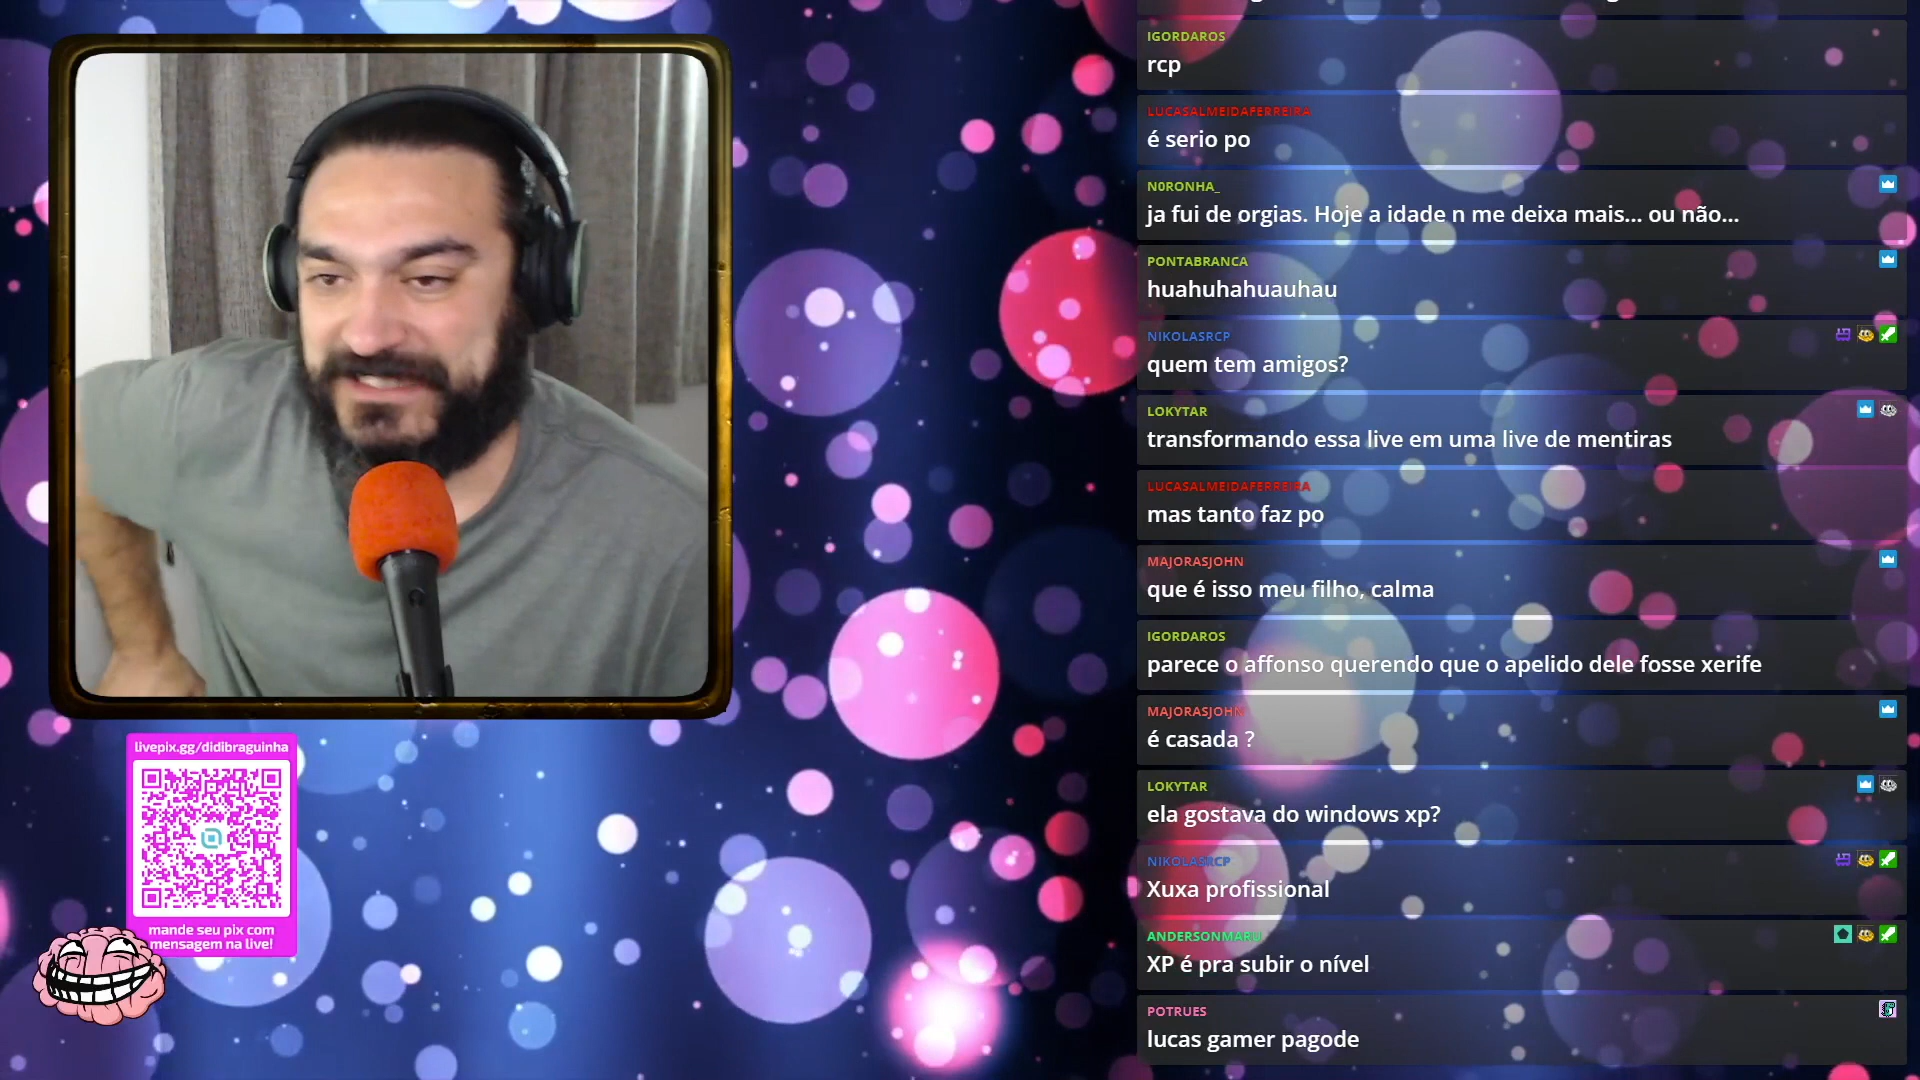 IGORDAROS
rcp
LUCASALMEIDAFERREIRA
é serio po
N0RONHA_
ja fui de orgias. Hoje a idade n me deixa mais... ou não...
PONTABRANCA
huahuhahuauhau
NIKOLASRCP
quem tem amigos?
LOKYTAR
transformando essa live em uma live de mentiras
LUCASALMEIDAFERREIRA
mas tanto faz po
MAJORASJOHN
que é isso meu filho, calma
IGORDAROS
parece o affonso querendo que o apelido dele fosse xerife
MAJORASJOHN
é casada ?
LOKYTAR
ela gostava do windows xp?
NIKOLASRCP
Xuxa profissional
ANDERSONMARU
XP é pra subir o nível
POTRUES
lucas gamer pagode
livepix.gg/didibraguinha
mande seu pix com
mensagem na live!